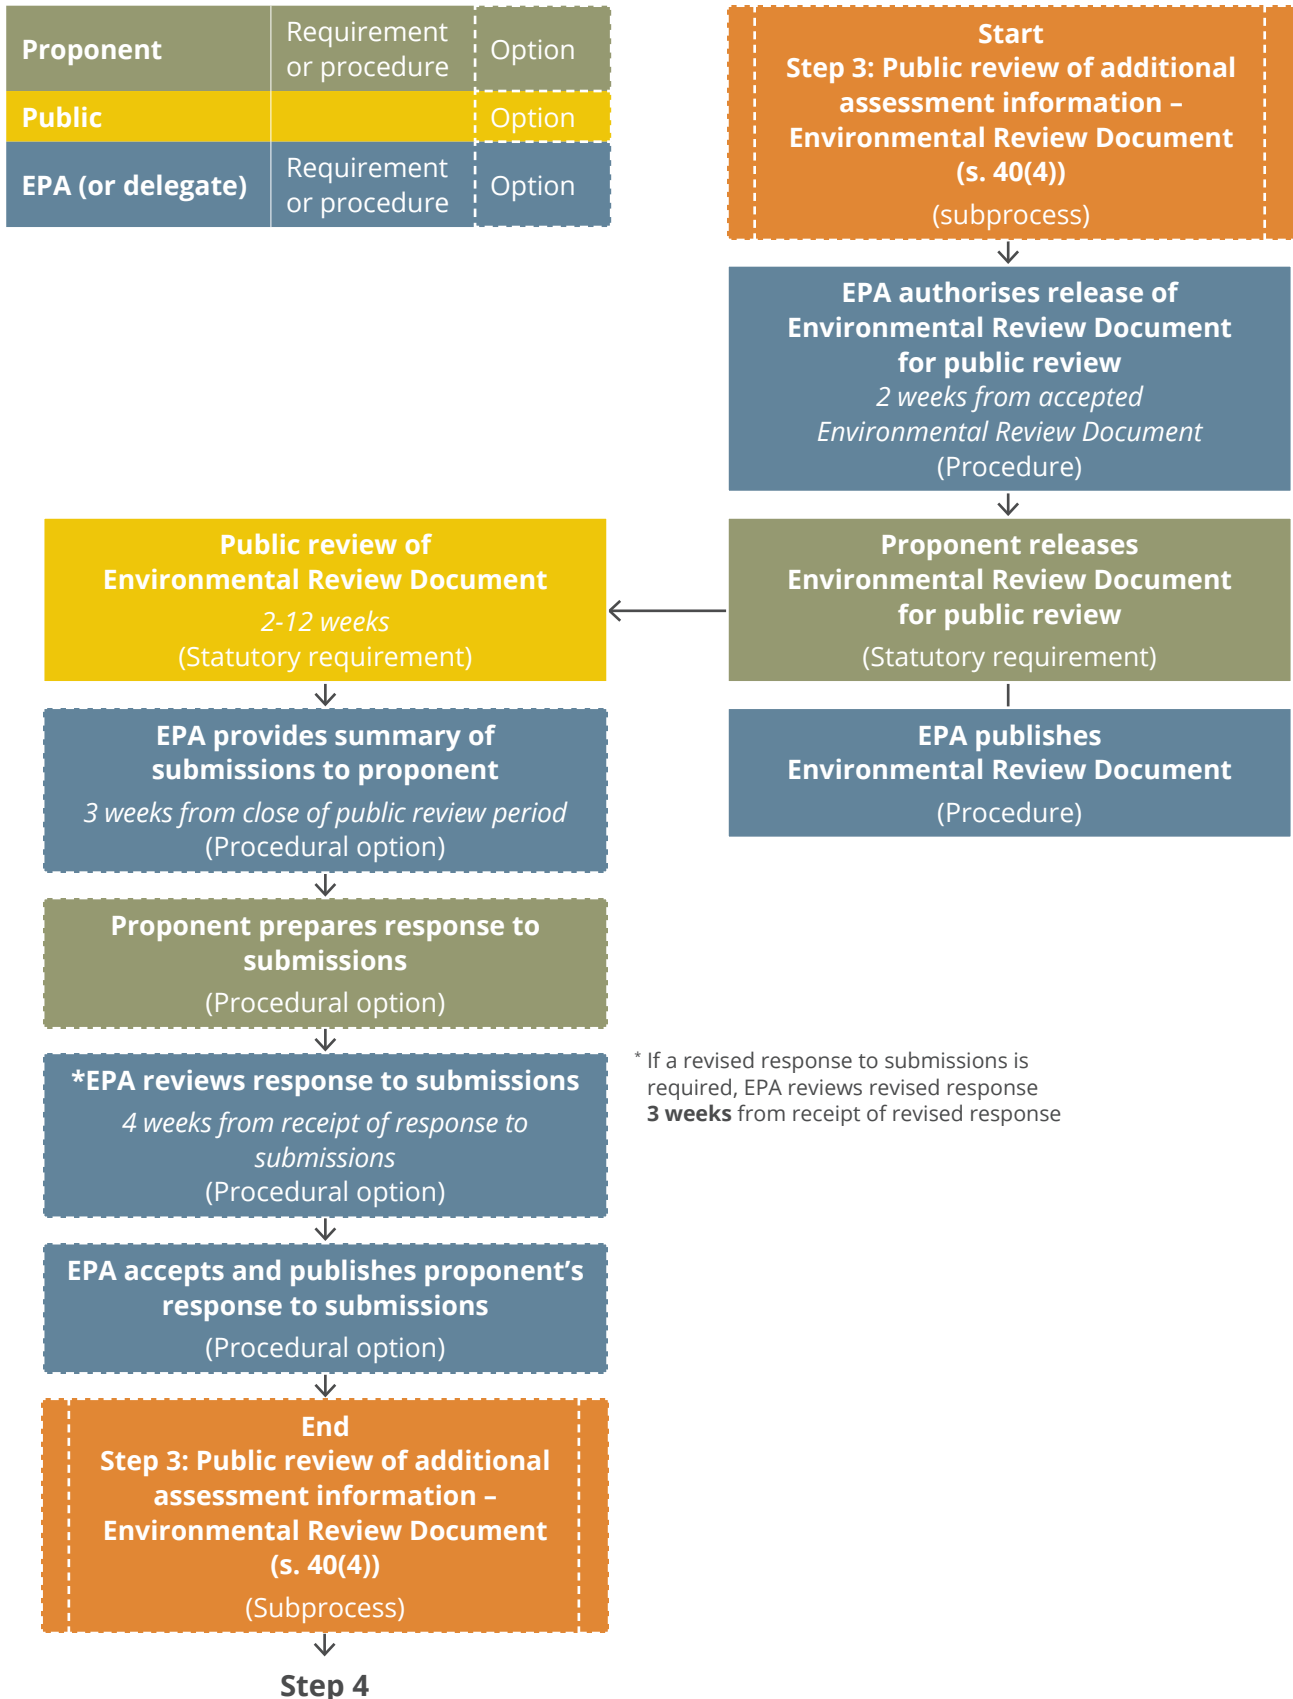 Proponent
Requirement
or procedure
Option
Public
Option
EPA (or delegate)
Requirement
or procedure
Option
Start
Step 3: Public review of additional
assessment information –
Environmental Review Document
(s. 40(4))
(subprocess)
EPA authorises release of
Environmental Review Document
for public review
2 weeks from accepted
Environmental Review Document
(Procedure)
Proponent releases
Environmental Review Document
for public review
(Statutory requirement)
EPA publishes
Environmental Review Document
(Procedure)
Public review of
Environmental Review Document
2-12 weeks
(Statutory requirement)
EPA provides summary of
submissions to proponent
3 weeks from close of public review period
(Procedural option)
Proponent prepares response to
submissions
(Procedural option)
*EPA reviews response to submissions
4 weeks from receipt of response to
submissions
(Procedural option)
* If a revised response to submissions is
required, EPA reviews revised response
3 weeks from receipt of revised response
EPA accepts and publishes proponent’s
response to submissions
(Procedural option)
End
Step 3: Public review of additional
assessment information –
Environmental Review Document
(s. 40(4))
(Subprocess)
Step 4